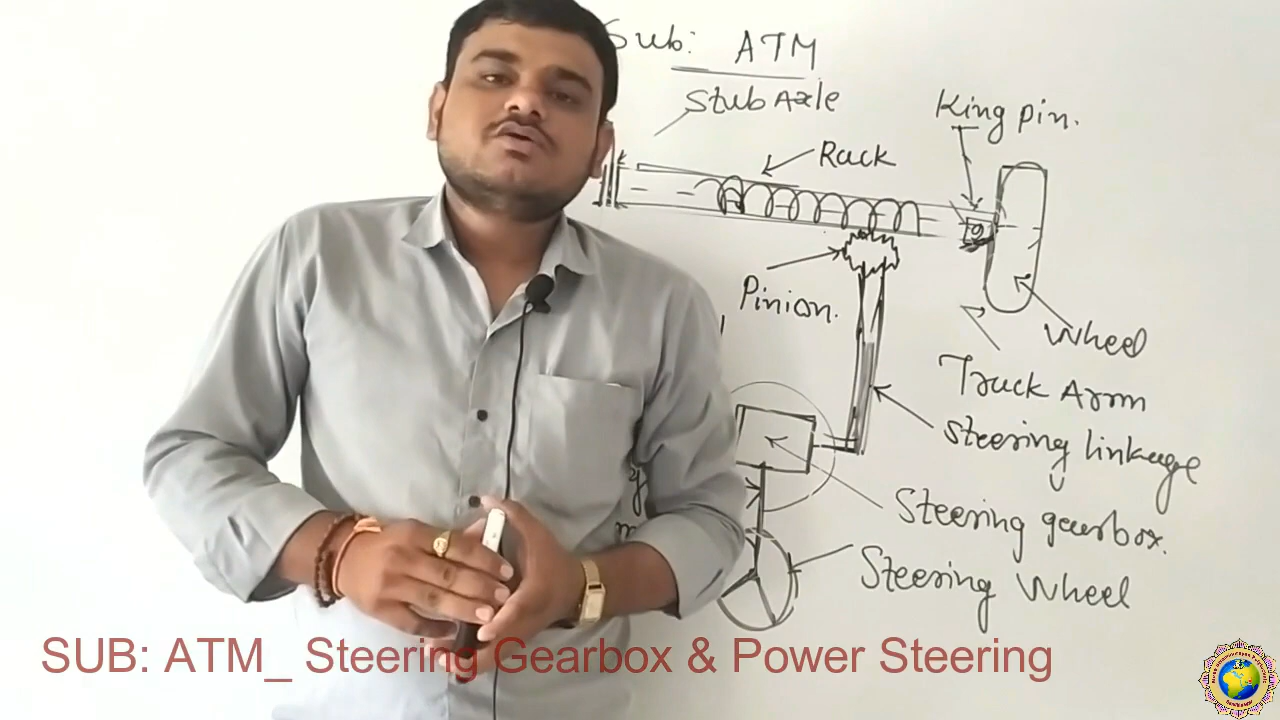 Sub: ATM
Stub Axle
King pin.
Rack
Pinion.
Wheel
Truck Arm
Steering linkage
Steering gearbox.
Steering Wheel
SUB: ATM_ Steering Gearbox & Power Steering